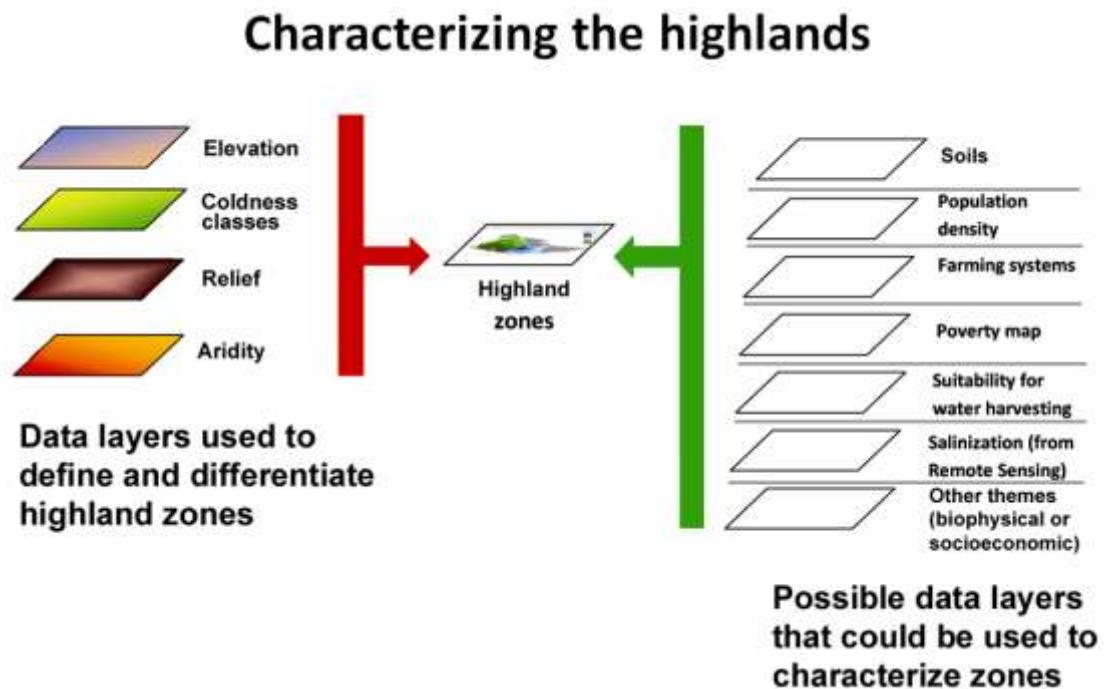 Characterizing the highlands
Elevation
Coldness
classes
Relief
Aridity
Data layers used to
define and differentiate
highland zones
Highland
zones
Soils
Population
density
Farming systems
Poverty map
Suitability for
water harvesting
Salinization (from
Remote Sensing)
Other themes
(biophysical or
socioeconomic)
Possible data layers
that could be used to
characterize zones